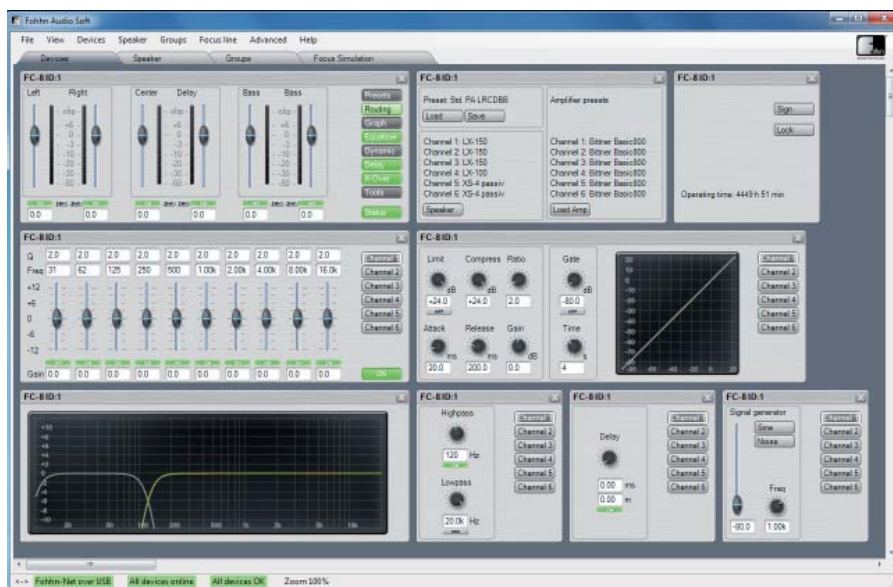 Fohhn Audio Soft
File View Devices Speaker Groups Focus line Advanced Help
Devices Speaker Groups Focus Simulation
FC-8 ID:1
Left Right Center Delay Bass Bass
0.0 0.0 0.0 0.0 0.0 0.0
Presets
Routing
Graph
Equalizer
Dynamic
Delay
X-Over
Tools
Status
FC-8 ID:1
Preset: Std. PA LRCDBB
Load Save
Channel 1: LX-150
Channel 2: LX-150
Channel 3: LX-150
Channel 4: LX-100
Channel 5: XS-4 passiv
Channel 6: XS-4 passiv
Speaker
Amplifier presets
Channel 1: Bittner Basic800
Channel 2: Bittner Basic800
Channel 3: Bittner Basic800
Channel 4: Bittner Basic800
Channel 5: Bittner Basic800
Channel 6: Bittner Basic800
Load Amp
FC-8 ID:1
Sign
Lock
Operating time: 4449 h 51 min
FC-8 ID:1
Q 2.0 2.0 2.0 2.0 2.0 2.0 2.0 2.0 2.0 2.0
Freq 31 62 125 250 500 1.00k 2.00k 4.00k 8.00k 16.0k
+12
+6
0
-6
-12
Gain 0.0 0.0 0.0 0.0 0.0 0.0 0.0 0.0 0.0 0.0
ON
Channel 1
Channel 2
Channel 3
Channel 4
Channel 5
Channel 6
FC-8 ID:1
Limit Compress Ratio
dB dB
+24.0 +24.0 2.0
Attack Release Gain
ms ms dB
20.0 200.0 0.0
Gate
dB
-80.0
Time
s
4
Channel 1
Channel 2
Channel 3
Channel 4
Channel 5
Channel 6
FC-8 ID:1
FC-8 ID:1
Highpass
120 Hz
Lowpass
20.0k Hz
Channel 1
Channel 2
Channel 3
Channel 4
Channel 5
Channel 6
FC-8 ID:1
Delay
0.00 ms
0.00 m
Channel 1
Channel 2
Channel 3
Channel 4
Channel 5
Channel 6
FC-8 ID:1
Signal generator
Sine
Noise
Freq
-80.0 1.00k
Channel 1
Channel 2
Channel 3
Channel 4
Channel 5
Channel 6
<-> Fohhn-Net over USB All devices online All devices OK Zoom 100%